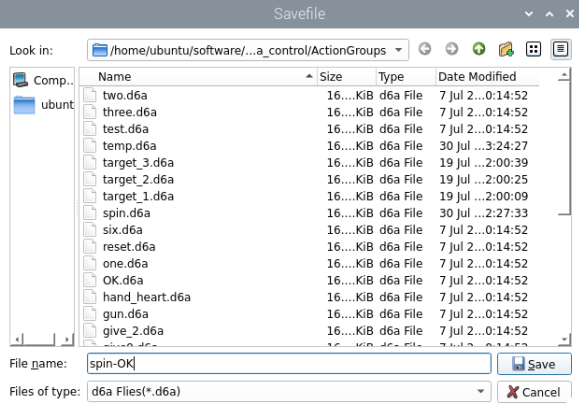 Savefile
Look in: /home/ubuntu/software/...a_control/ActionGroups
Comp..
ubunt
Name Size Type Date Modified
two.d6a 16....KiB d6a File 7 Jul 2...0:14:52
three.d6a 16....KiB d6a File 7 Jul 2...0:14:52
test.d6a 16....KiB d6a File 7 Jul 2...0:14:52
temp.d6a 16....KiB d6a File 30 Jul ...3:24:27
target_3.d6a 16....KiB d6a File 19 Jul ...2:00:39
target_2.d6a 16....KiB d6a File 19 Jul ...2:00:25
target_1.d6a 16....KiB d6a File 19 Jul ...2:00:09
spin.d6a 16....KiB d6a File 30 Jul ...2:27:33
six.d6a 16....KiB d6a File 7 Jul 2...0:14:52
reset.d6a 16....KiB d6a File 7 Jul 2...0:14:52
one.d6a 16....KiB d6a File 7 Jul 2...0:14:52
OK.d6a 16....KiB d6a File 7 Jul 2...0:14:52
hand_heart.d6a 16....KiB d6a File 7 Jul 2...0:14:52
gun.d6a 16....KiB d6a File 7 Jul 2...0:14:52
give_2.d6a 16....KiB d6a File 7 Jul 2...0:14:52
File name: spin-OK Save
Files of type: d6a Flies(*.d6a) Cancel